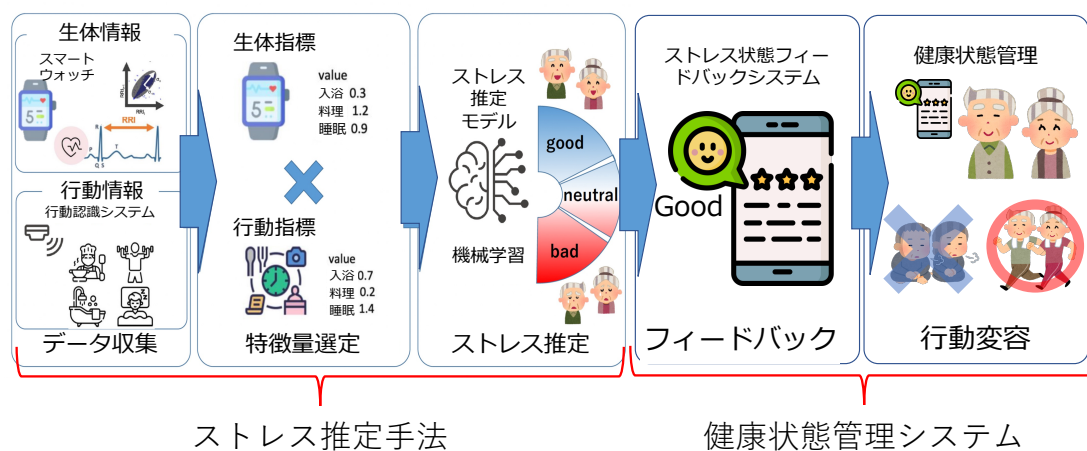 生体情報
スマート
ウォッチ
RRI
R
P
T
Q
S
5
行動情報
行動認識システム
データ収集
生体指標
5
value
入浴 0.3
料理 1.2
睡眠 0.9
行動指標
value
入浴 0.7
料理 0.2
睡眠 1.4
特徴量選定
ストレス
推定
モデル
機械学習
good
neutral
bad
ストレス推定
ストレス状態フィー
ドバックシステム
Good
フィードバック
健康状態管理
行動変容
ストレス推定手法
健康状態管理システム